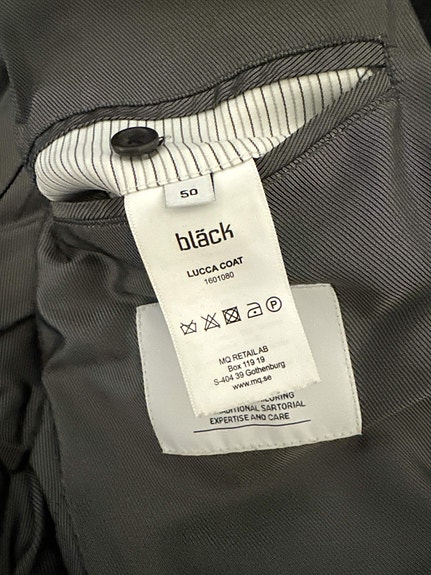 50
bläck
LUCCA COAT
1601080
P
MQ RETAIL AB
Box 119 19
S-404 39 Gothenburg
www.mq.se
SARTORIAL
EXPERTISE AND CARE